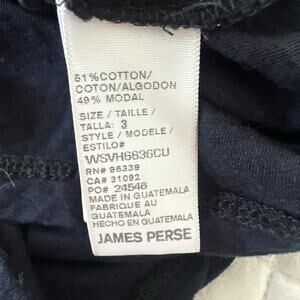 51% COTTON/
COTON/ALGODON
49% MODAL
SIZE / TAILLE /
TALLA: 3
STYLE / MODELE /
ESTILO#
WSVH6636CU
RN# 95339
CA# 31092
PO# 24546
MADE IN GUATEMALA
FABRIQUE AU
GUATEMALA
HECHO EN GUATEMALA
JAMES PERSE